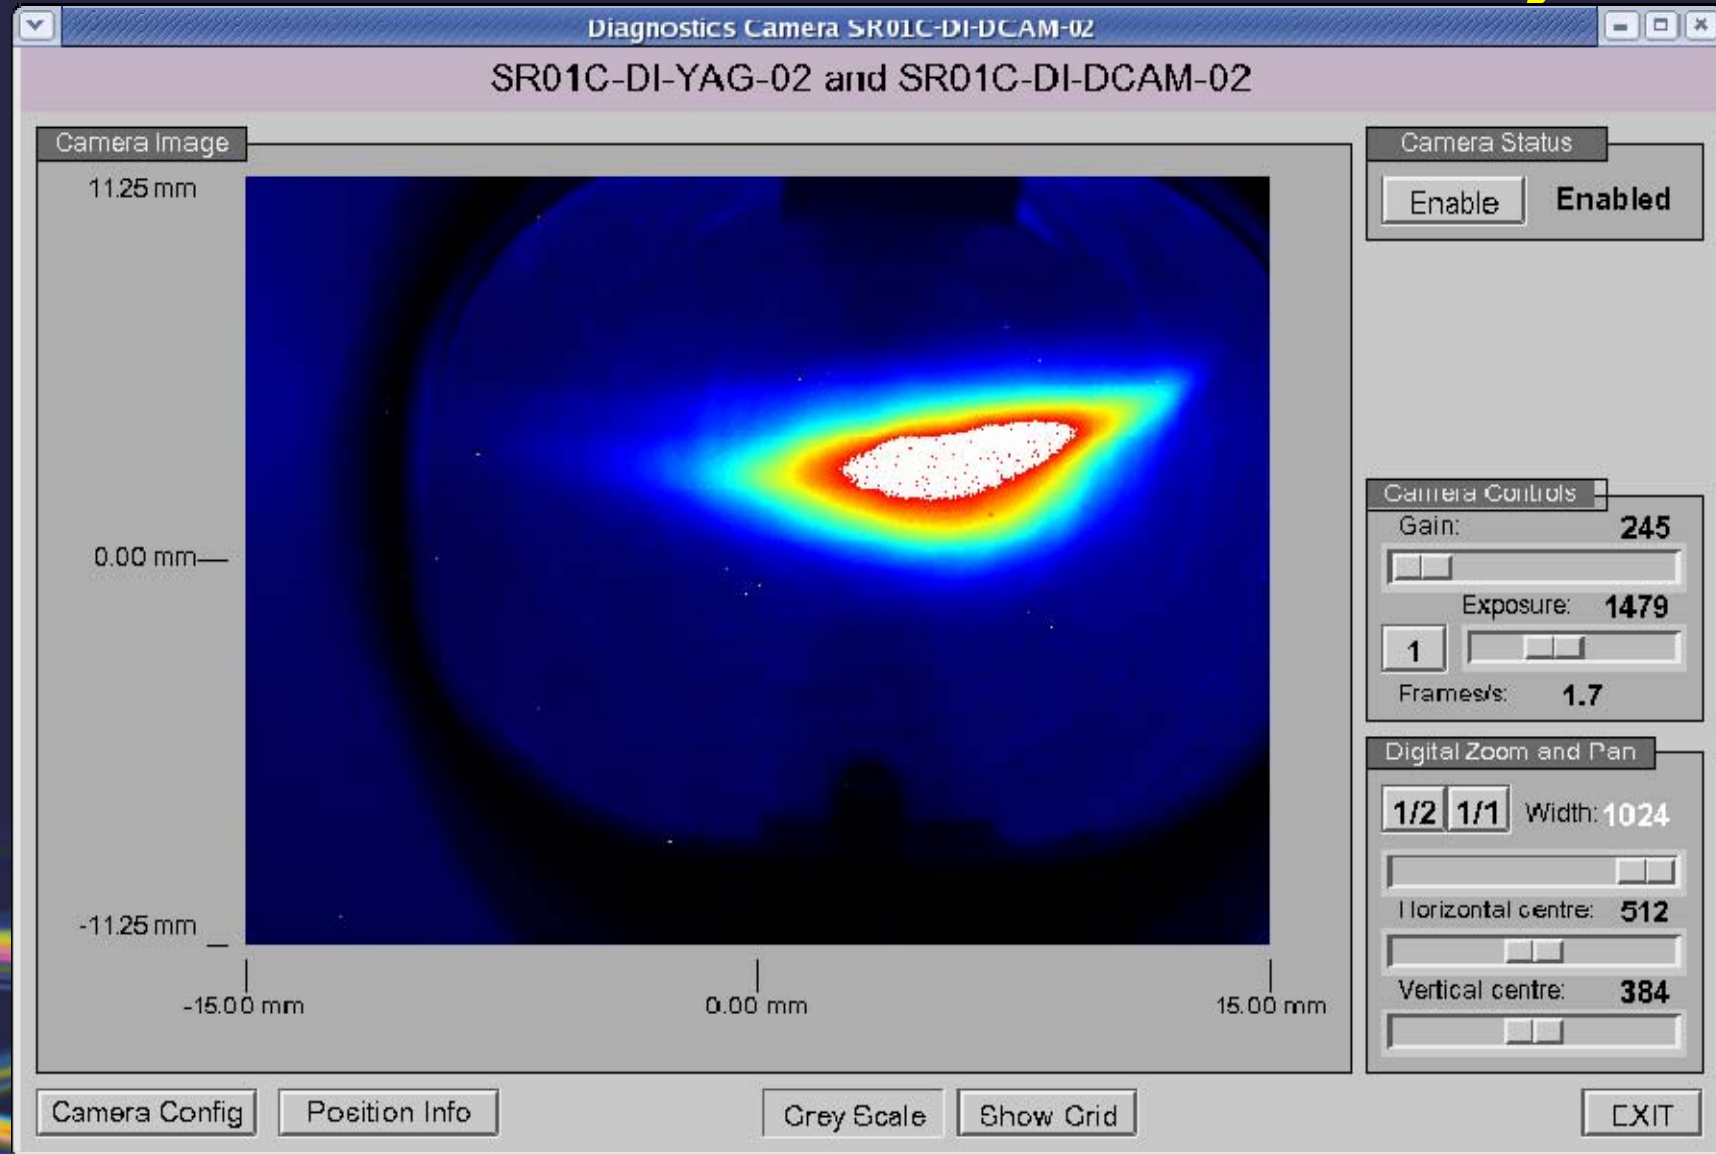 Diagnostics Camera SR01C-DI-DCAM-02
SR01C-DI-YAG-02 and SR01C-DI-DCAM-02
Camera Image
11.25 mm
0.00 mm
-11.25 mm
-15.00 mm
0.00 mm
15.00 mm
Camera Status
Enable
Enabled
Camera Controls
Gain: 245
Exposure: 1479
1
Frames/s: 1.7
Digital Zoom and Pan
1/2 1/1 Width: 1024
Horizontal centre: 512
Vertical centre: 384
Camera Config Position Info Grey Scale Show Grid EXIT